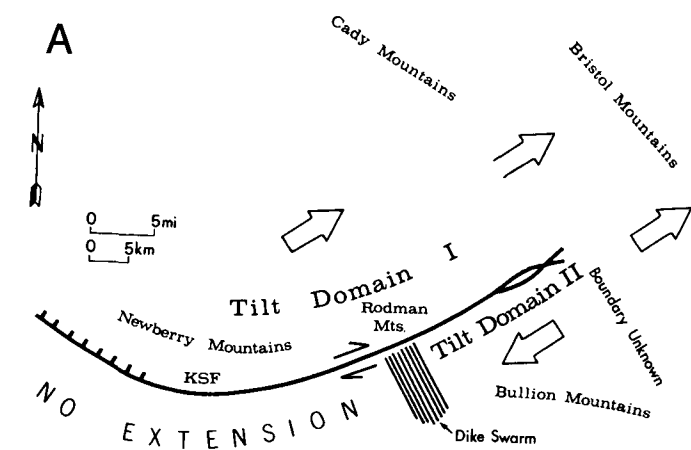 A
Cady Mountains
Bristol Mountains
N
0 5mi
0 5km
Tilt Domain I
Newberry Mountains
Rodman
Mts.
Tilt Domain II
Boundary Unknown
KSF
NO EXTENSION
Bullion Mountains
Dike Swarm